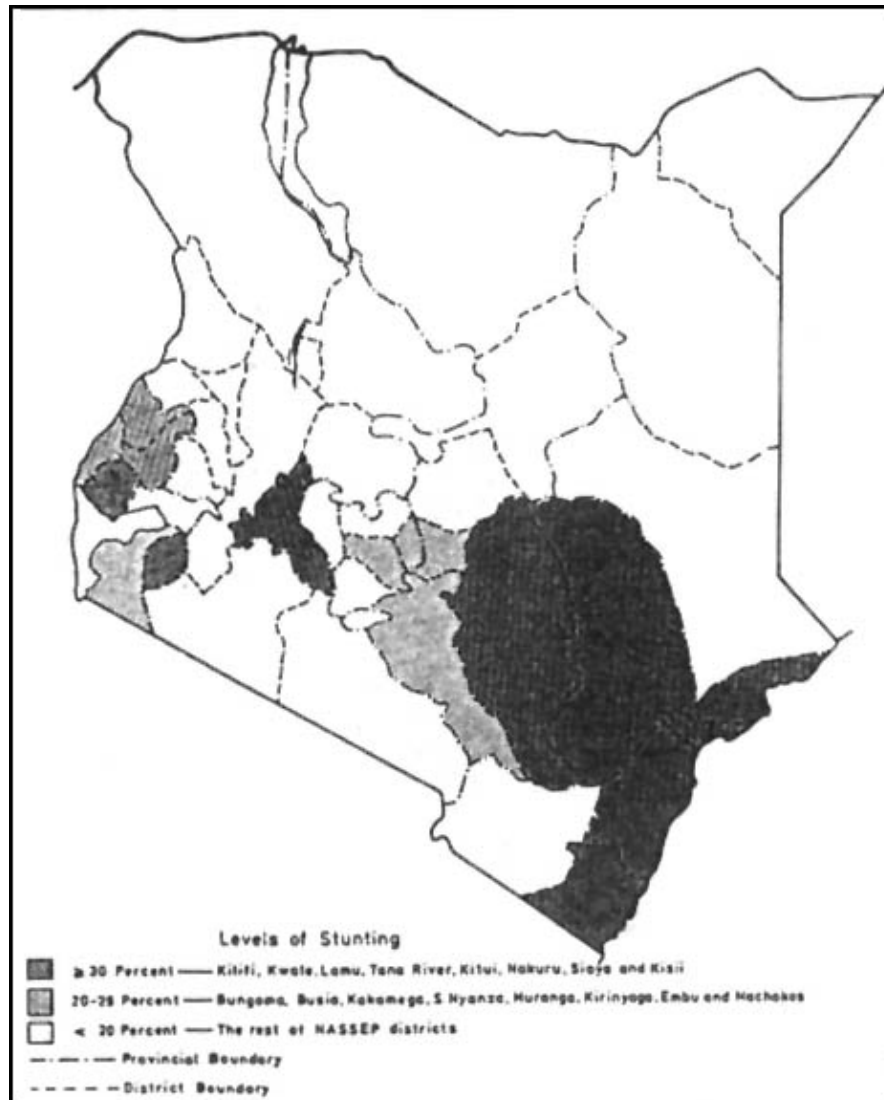 Levels of Stunting
≥ 30 Percent — Kilifi, Kwale, Lamu, Tana River, Kitui, Nakuru, Siaya and Kisii
20-29 Percent — Bungoma, Busia, Kakamega, S. Nyanza, Muranga, Kirinyaga, Embu and Machakos
< 20 Percent — The rest of NASSEP districts
Provincial Boundary
District Boundary